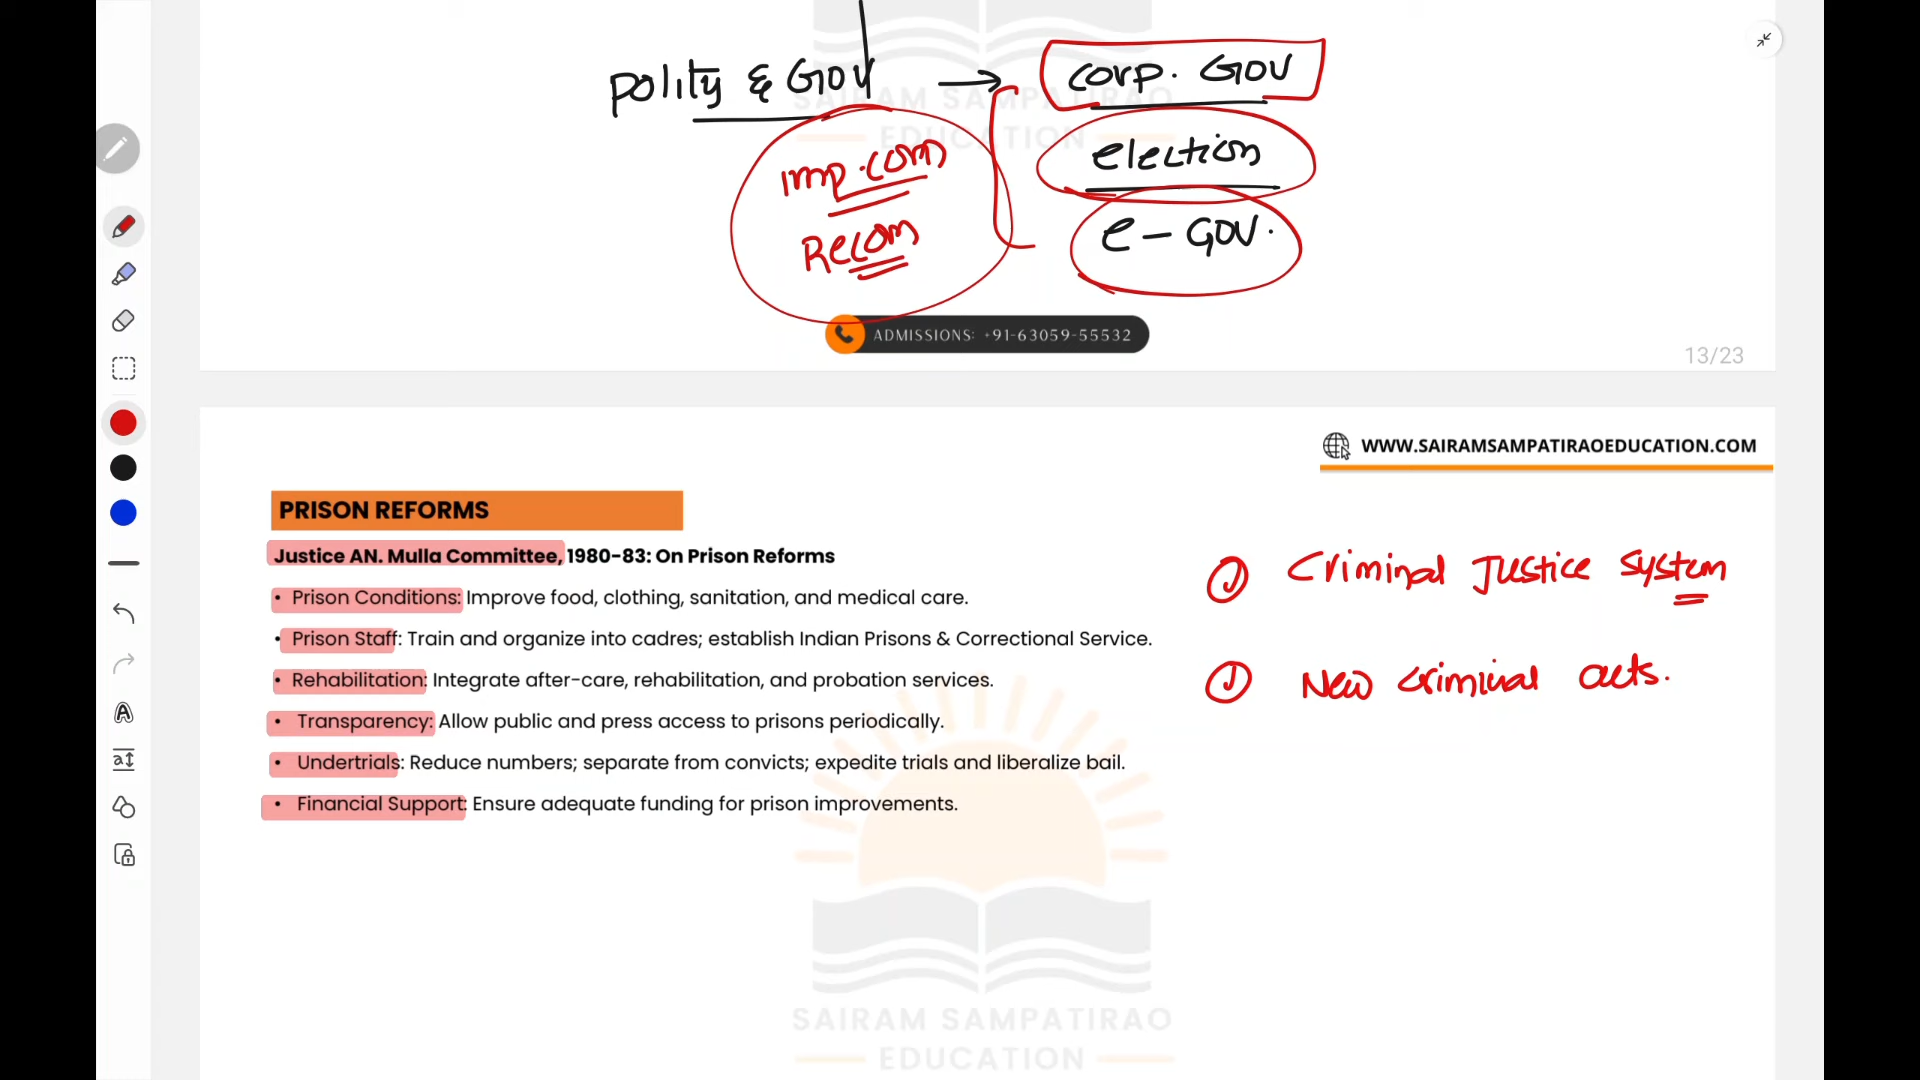 polity & GOV → corp. GOV
SAIRAM SAMPATIRAO
EDUCATION
election
imp. com
e - GOV.
Recom
ADMISSIONS: +91-63059-55532
13/23
WWW.SAIRAMSAMPATIRAOEDUCATION.COM
PRISON REFORMS
Justice AN. Mulla Committee, 1980-83: On Prison Reforms
• Prison Conditions: Improve food, clothing, sanitation, and medical care.
• Prison Staff: Train and organize into cadres; establish Indian Prisons & Correctional Service.
• Rehabilitation: Integrate after-care, rehabilitation, and probation services.
• Transparency: Allow public and press access to prisons periodically.
• Undertrials: Reduce numbers; separate from convicts; expedite trials and liberalize bail.
• Financial Support: Ensure adequate funding for prison improvements.
Criminal Justice System
New criminal acts.
SAIRAM SAMPATIRAO
EDUCATION